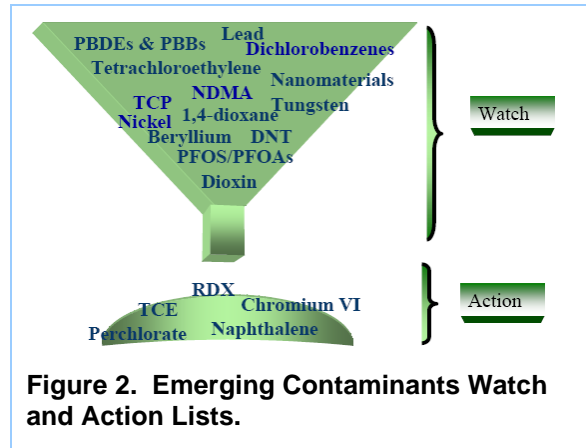 Lead
PBDEs & PBBs
Dichlorobenzenes
Tetrachloroethylene
Nanomaterials
NDMA
TCP
Tungsten
1,4-dioxane
Nickel
Beryllium DNT
PFOS/PFOAs
Dioxin
Watch
RDX
TCE
Chromium VI
Perchlorate
Naphthalene
Action
Figure 2. Emerging Contaminants Watch
and Action Lists.